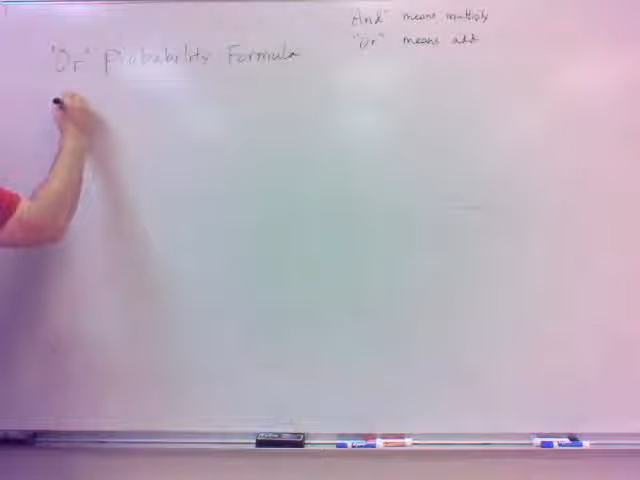 "Or" Probability Formula
And" means multiply
"Or" means add